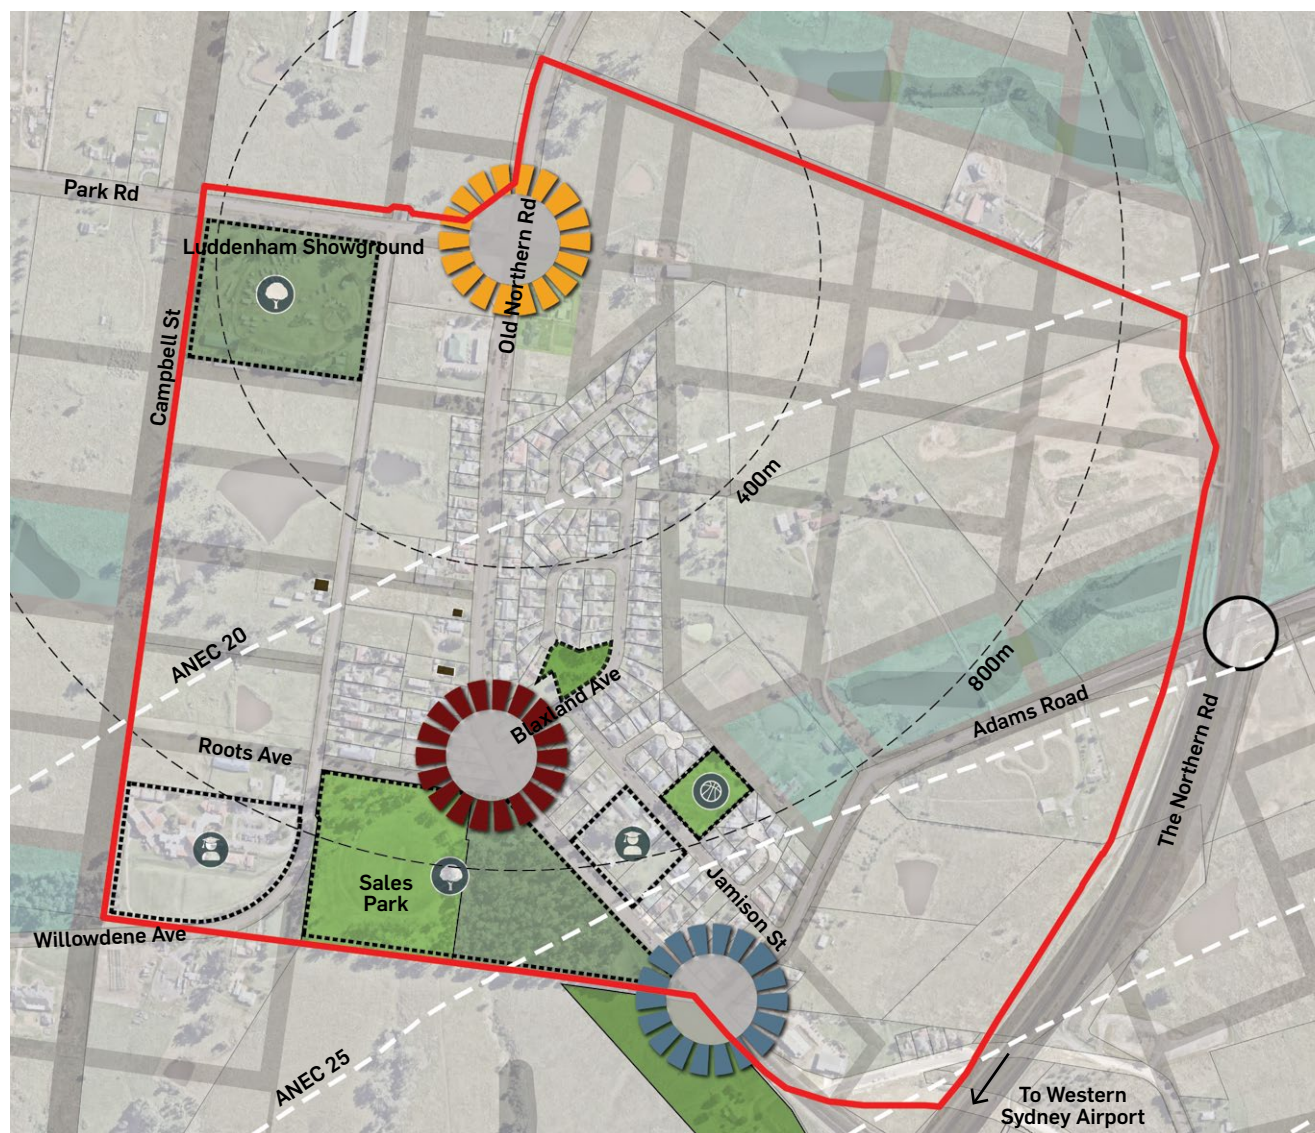 Park Rd
Luddenham Showground
Old Northern Rd
Campbell St
400m
ANEC 20
800m
Blaxland Ave
Adams Road
Roots Ave
The Northern Rd
Sales
Park
Jamison St
Willowdene Ave
ANEC 25
To Western
Sydney Airport